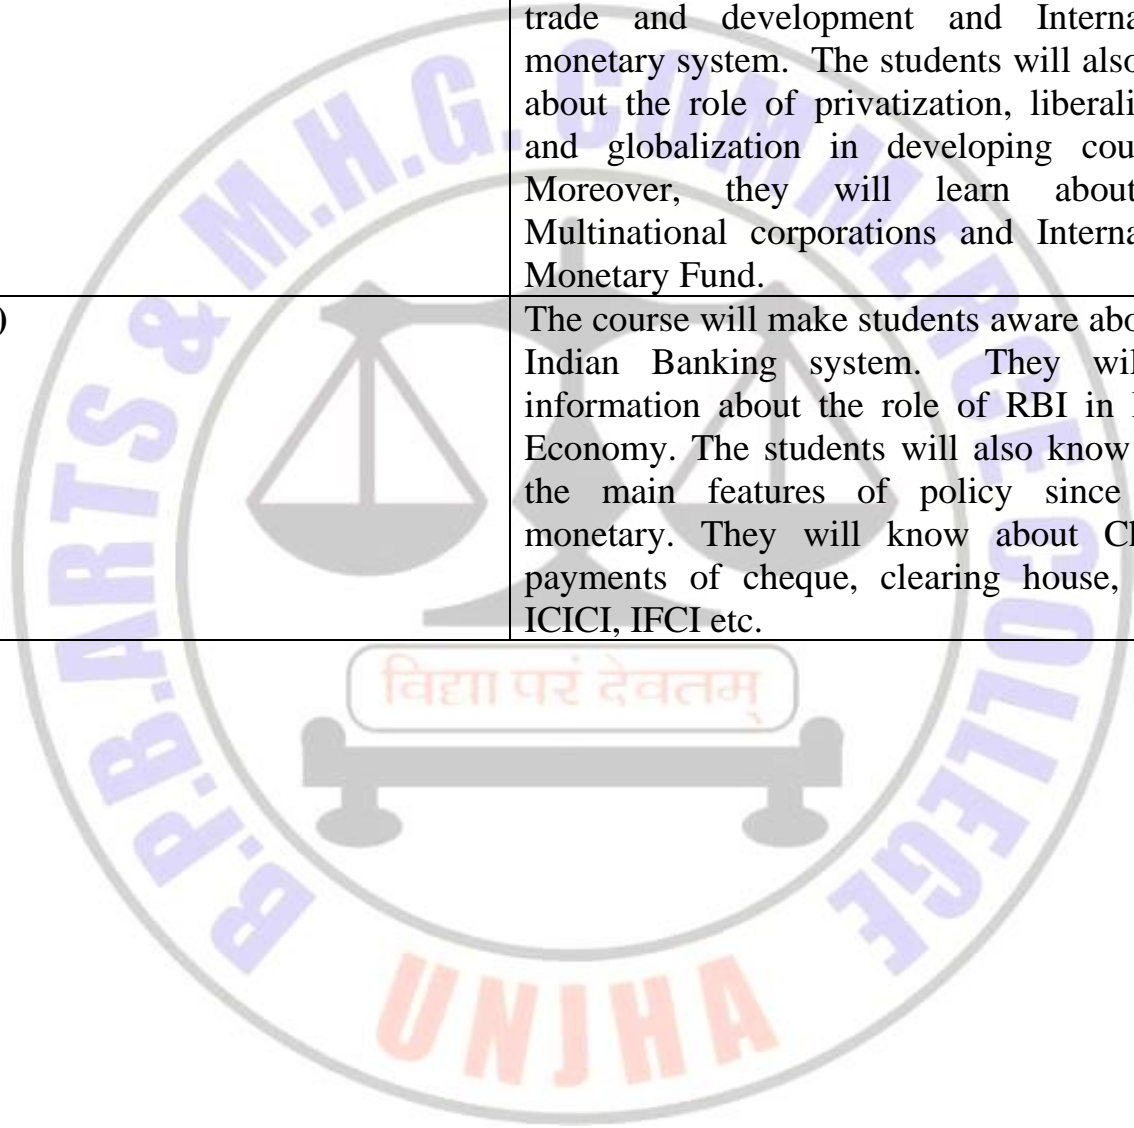 trade and development and Interna
monetary system. The students will also
about the role of privatization, liberali
and globalization in developing cou
Moreover, they will learn about
Multinational corporations and Interna
Monetary Fund.
)
The course will make students aware abo
Indian Banking system. They wil
information about the role of RBI in
Economy. The students will also know
the main features of policy since
monetary. They will know about Cl
payments of cheque, clearing house,
ICICI, IFCI etc.
B.P.B.ARTS & M.H.G. COMMERCE COLLEGE
विद्या परं देवतम्
UNJHA